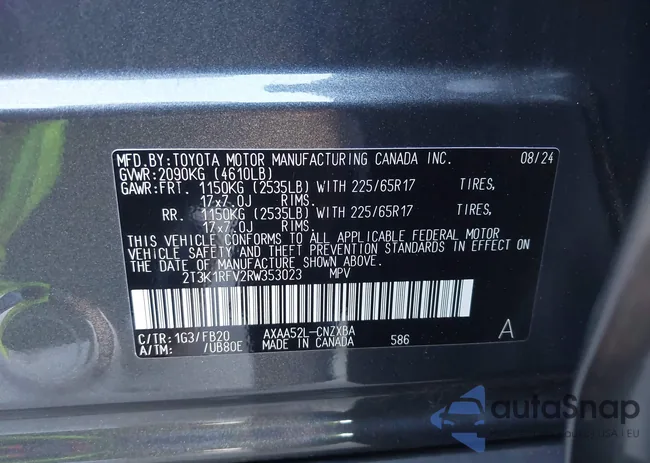 MFD.BY:TOYOTA MOTOR MANUFACTURING CANADA INC. 08/24
GVWR:2090KG (4610LB)
GAWR:FRT. 1150KG (2535LB) WITH 225/65R17 TIRES,
17x7.0J RIMS.
RR. 1150KG (2535LB) WITH 225/65R17 TIRES,
17x7.0J RIMS.
THIS VEHICLE CONFORMS TO ALL APPLICABLE FEDERAL MOTOR
VEHICLE SAFETY AND BUMPER STANDARDS IN EFFECT ON
THE DATE OF MANUFACTURE SHOWN ABOVE.
2T3K1RFV2RW353023 MPV
C/TR: 1G3/FB20 AXAA52L-CNZXBA
A/TM: /UB80E MADE IN CANADA 586 A
autoSnap